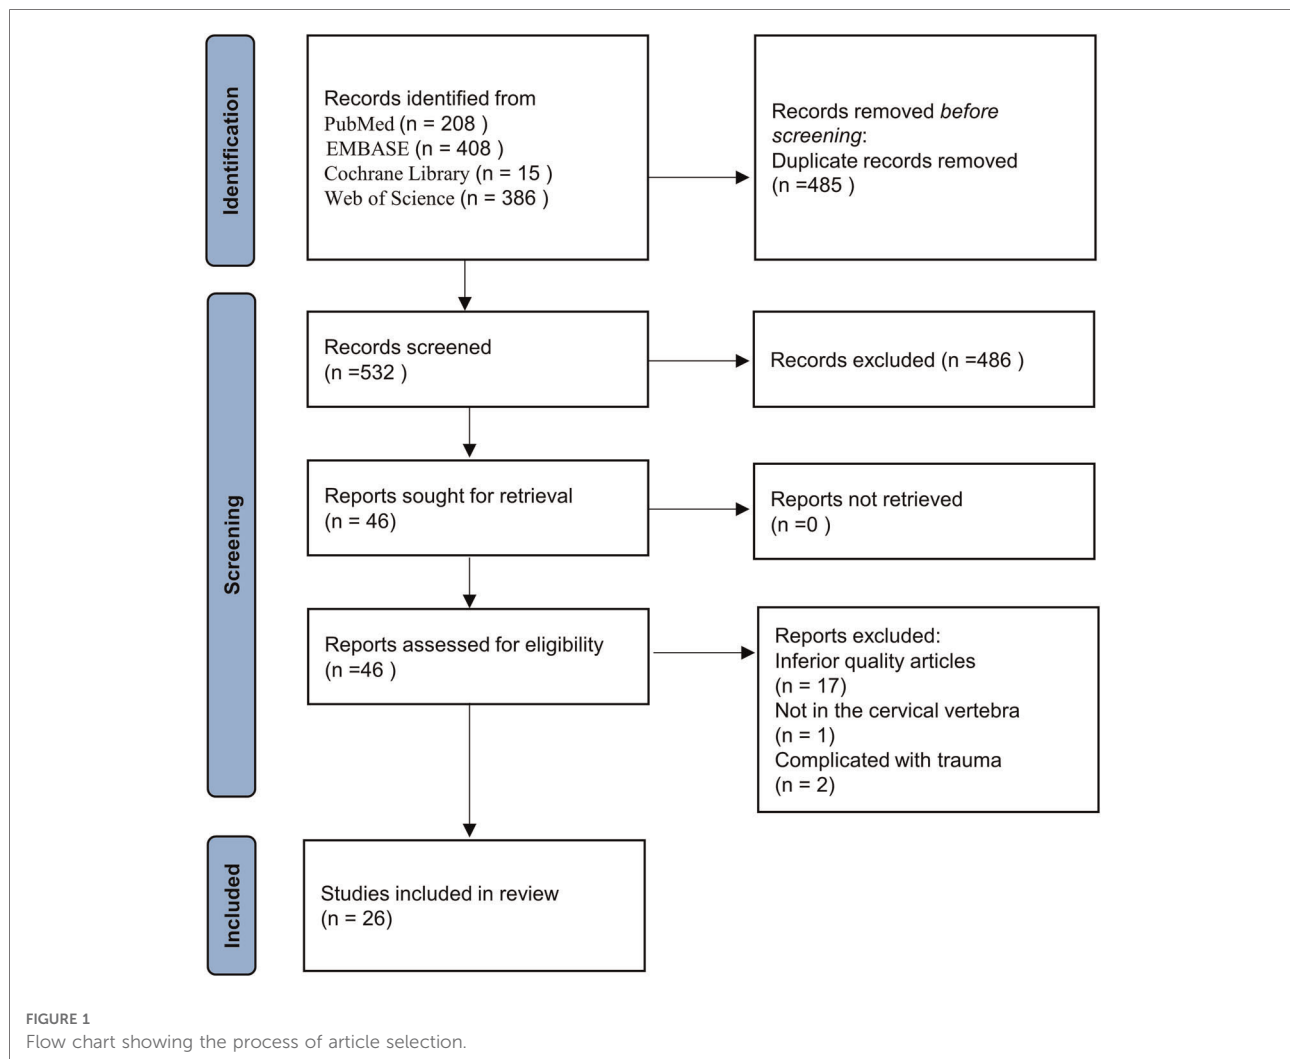 Identification
Records identified from
PubMed (n = 208 )
EMBASE (n = 408)
Cochrane Library (n = 15 )
Web of Science (n = 386 )
Records removed before
screening:
Duplicate records removed
(n =485 )
Screening
Records screened
(n =532 )
Records excluded (n =486 )
Reports sought for retrieval
(n = 46)
Reports not retrieved
(n =0 )
Reports assessed for eligibility
(n =46 )
Reports excluded:
Inferior quality articles
(n = 17)
Not in the cervical vertebra
(n = 1)
Complicated with trauma
(n = 2)
Included
Studies included in review
(n = 26)
FIGURE 1
Flow chart showing the process of article selection.